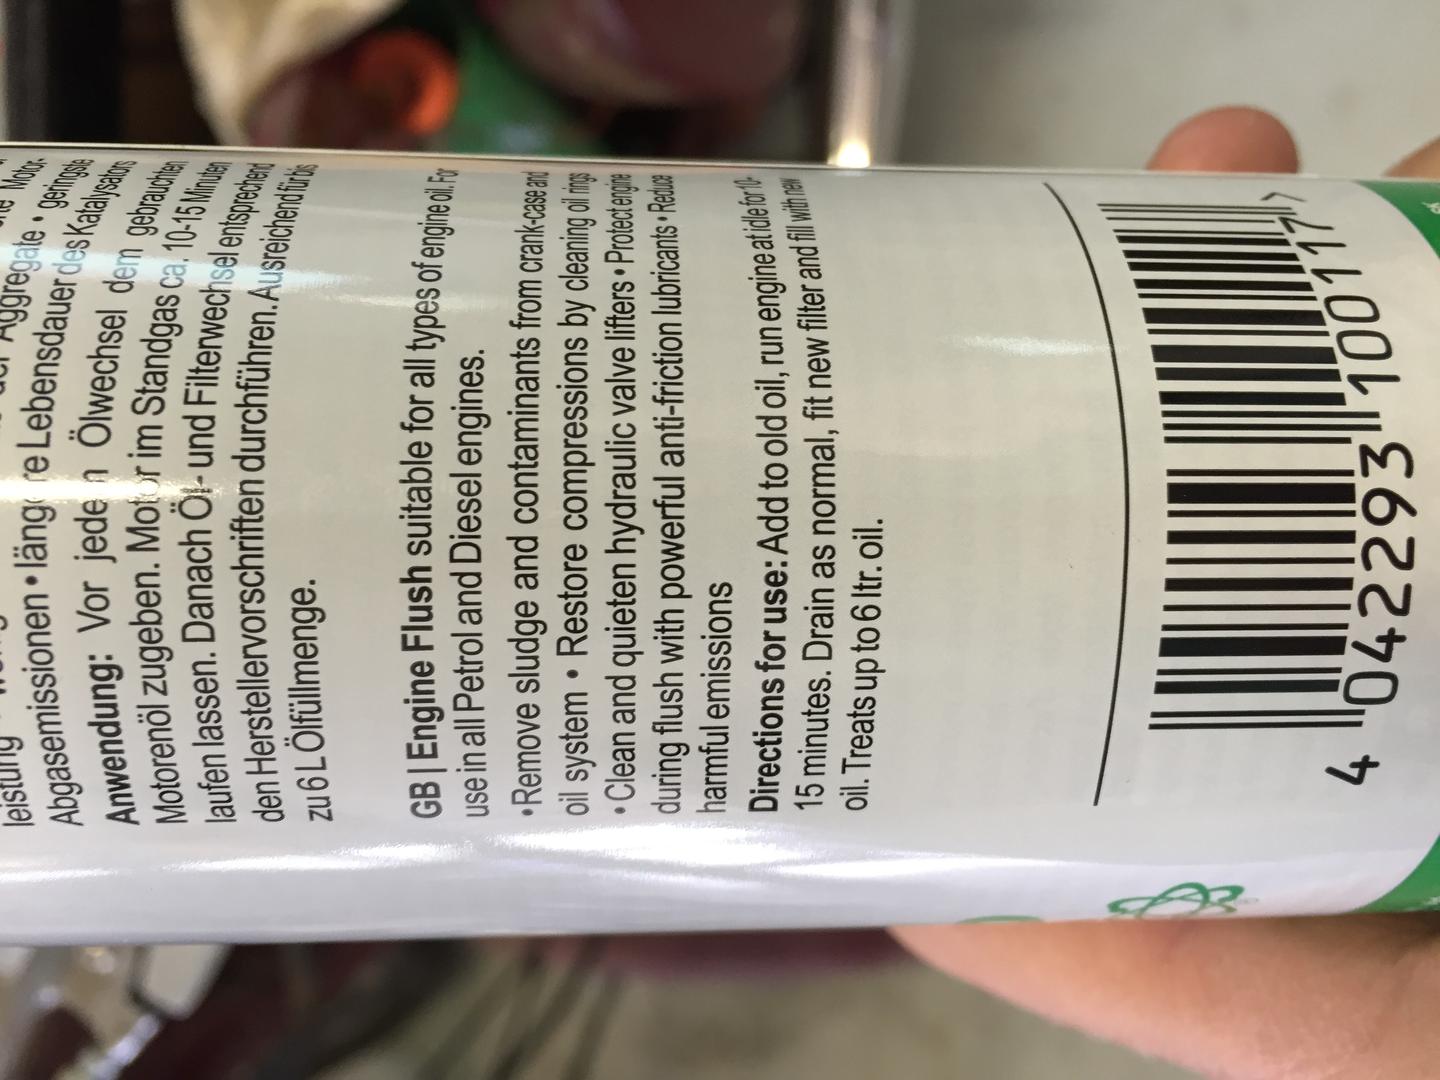 leistung
Aggregate • geringste
Abgasemissionen • längere Lebensdauer des Katalysators
Anwendung: Vor jedem Ölwechsel dem gebrauchten
Motorenöl zugeben. Motor im Standgas ca. 10-15 Minuten
laufen lassen. Danach Öl- und Filterwechsel entsprechend
den Herstellervorschriften durchführen. Ausreichend für bis
zu 6 L Ölfüllmenge.
GB | Engine Flush suitable for all types of engine oil. For
use in all Petrol and Diesel engines.
• Remove sludge and contaminants from crank-case and
oil system • Restore compressions by cleaning oil rings
• Clean and quieten hydraulic valve lifters • Protect engine
during flush with powerful anti-friction lubricants • Reduce
harmful emissions
Directions for use: Add to old oil, run engine at idle for 10-
15 minutes. Drain as normal, fit new filter and fill with new
oil. Treats up to 6 ltr. oil.
4 042293 100117 >